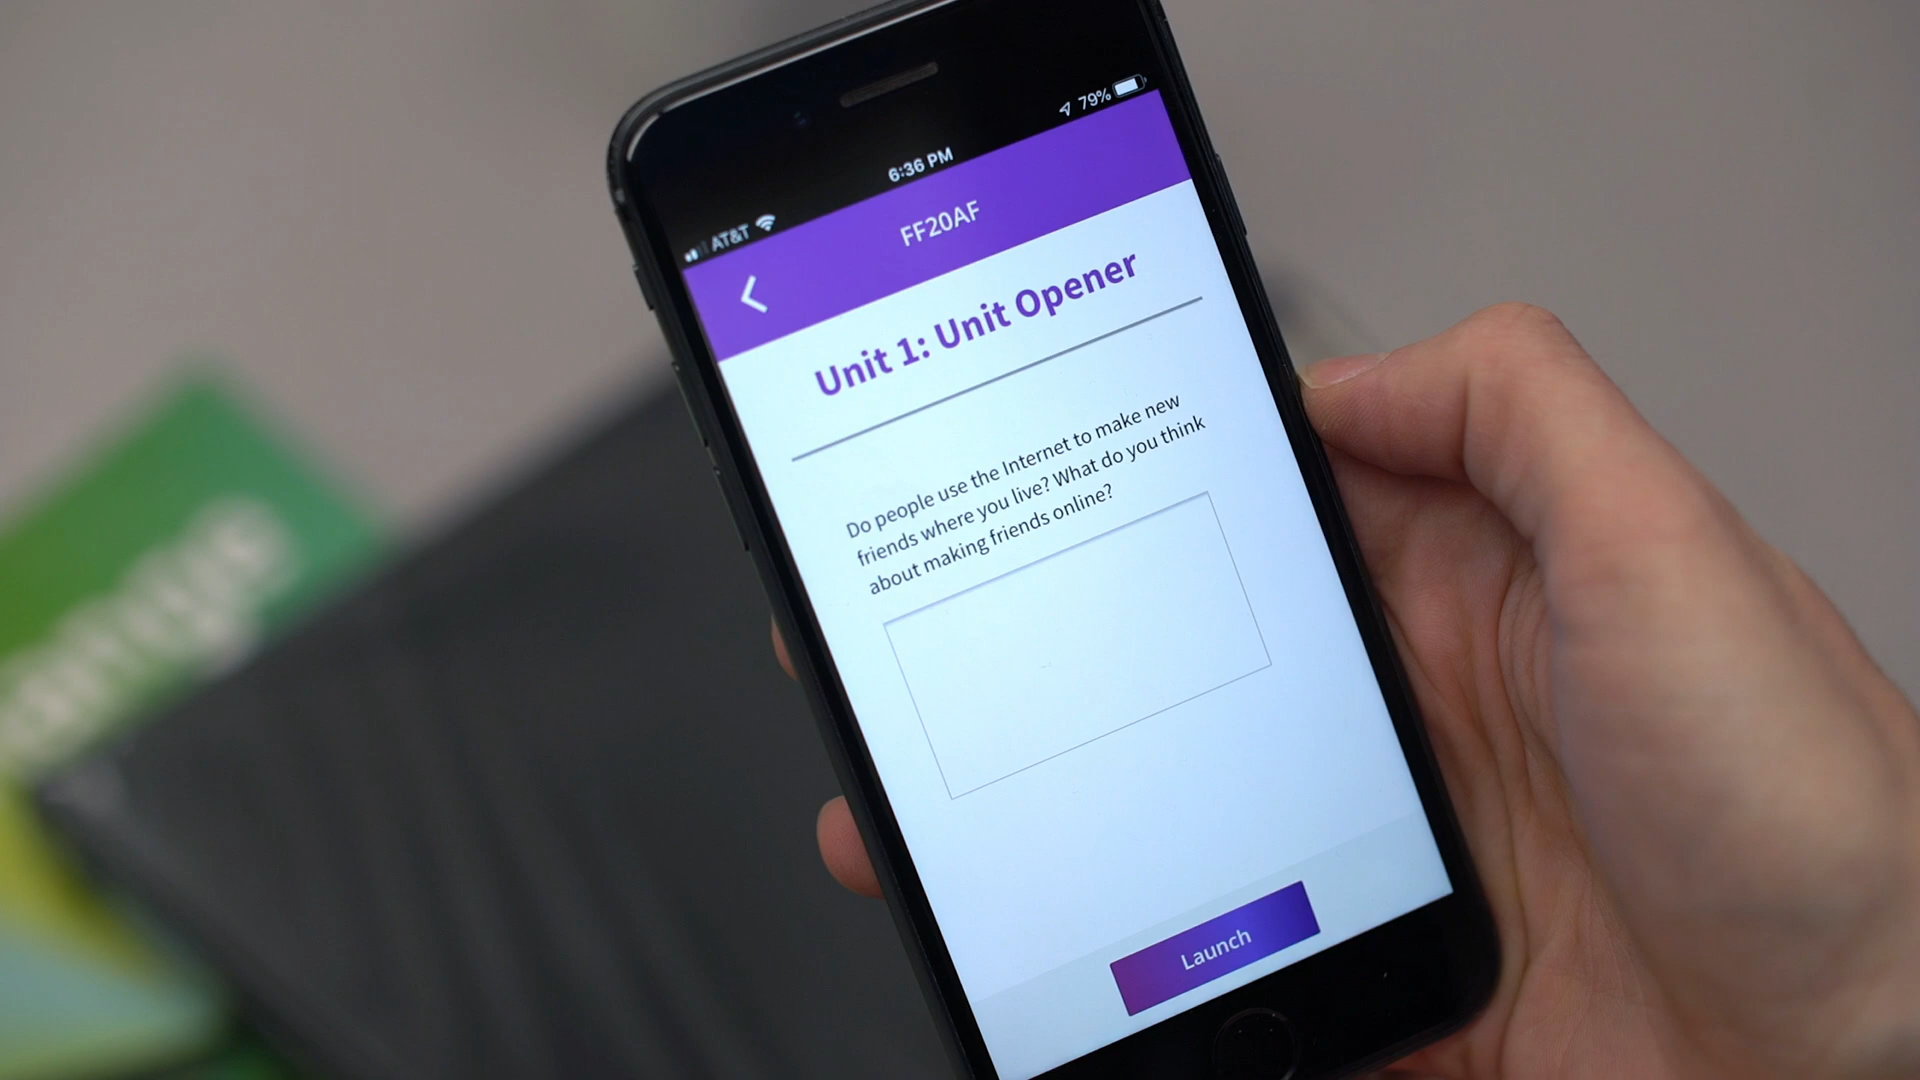 AT&T
6:36 PM
79%
FF20AF
Unit 1: Unit Opener
Do people use the Internet to make new
friends where you live? What do you think
about making friends online?
Launch